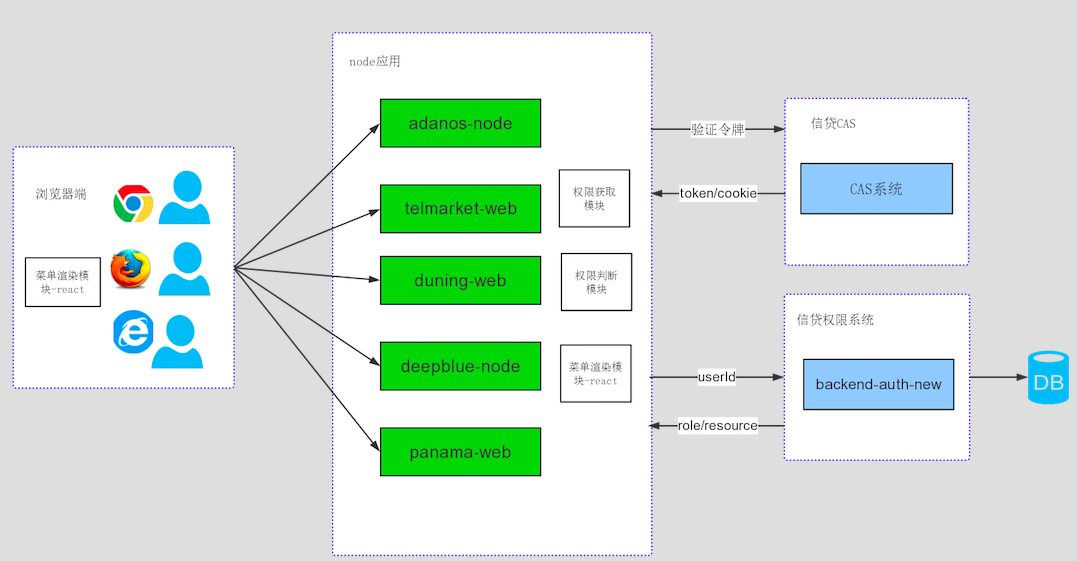 node应用
adanos-node
telmarket-web
duning-web
deepblue-node
panama-web
权限获取
模块
权限判断
模块
菜单渲染模
块-react
浏览器端
菜单渲染模
块-react
验证令牌
token/cookie
信贷CAS
CAS系统
userId
role/resource
信贷权限系统
backend-auth-new
DB